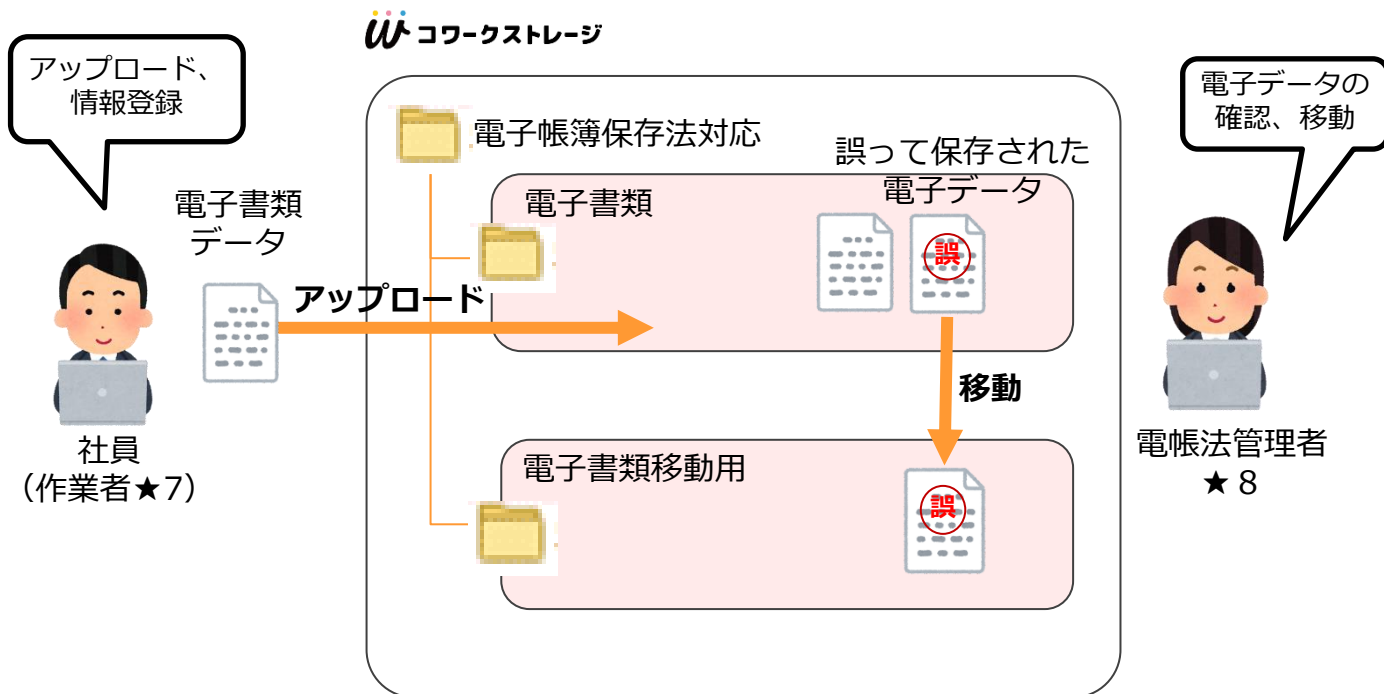 コワークストレージ
アップロード、
情報登録
電子データの
確認、移動
電子帳簿保存法対応
誤って保存された
電子データ
電子書類
電子書類
データ
誤
アップロード
移動
社員
（作業者★7）
電子書類移動用
誤
電帳法管理者
★８